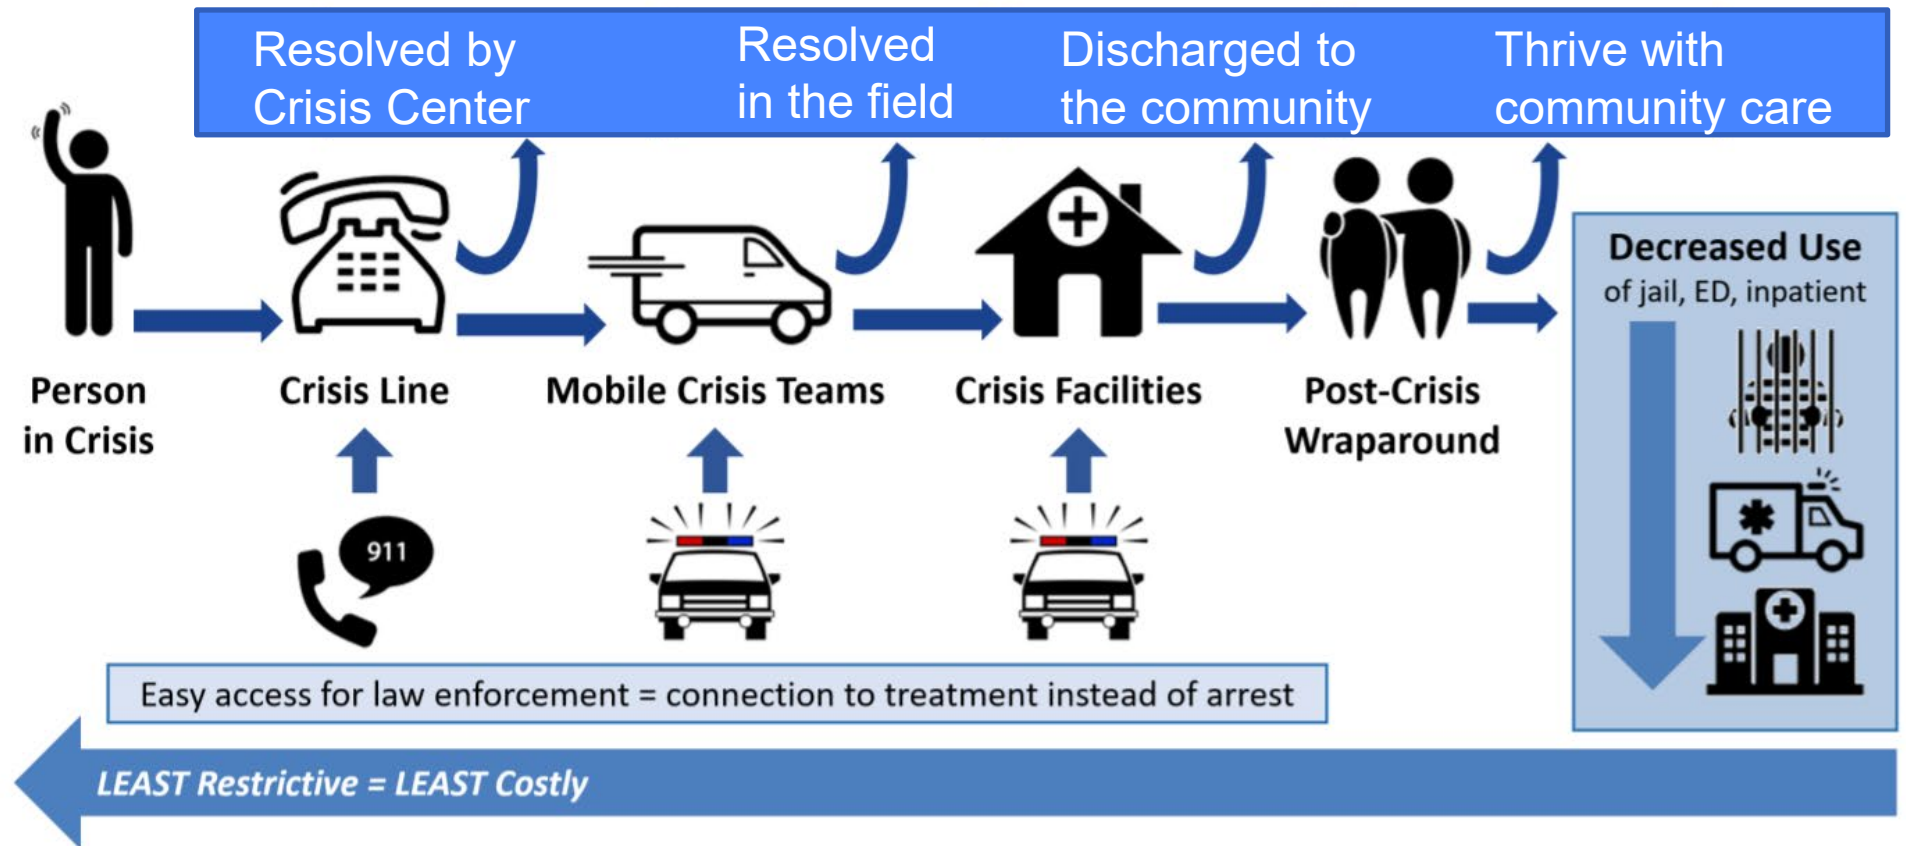 Resolved by
Crisis Center
Resolved
in the field
Discharged to
the community
Thrive with
community care
Person
in Crisis
Crisis Line
Mobile Crisis Teams
Crisis Facilities
Post-Crisis
Wraparound
Decreased Use
of jail, ED, inpatient
911
Easy access for law enforcement = connection to treatment instead of arrest
LEAST Restrictive = LEAST Costly